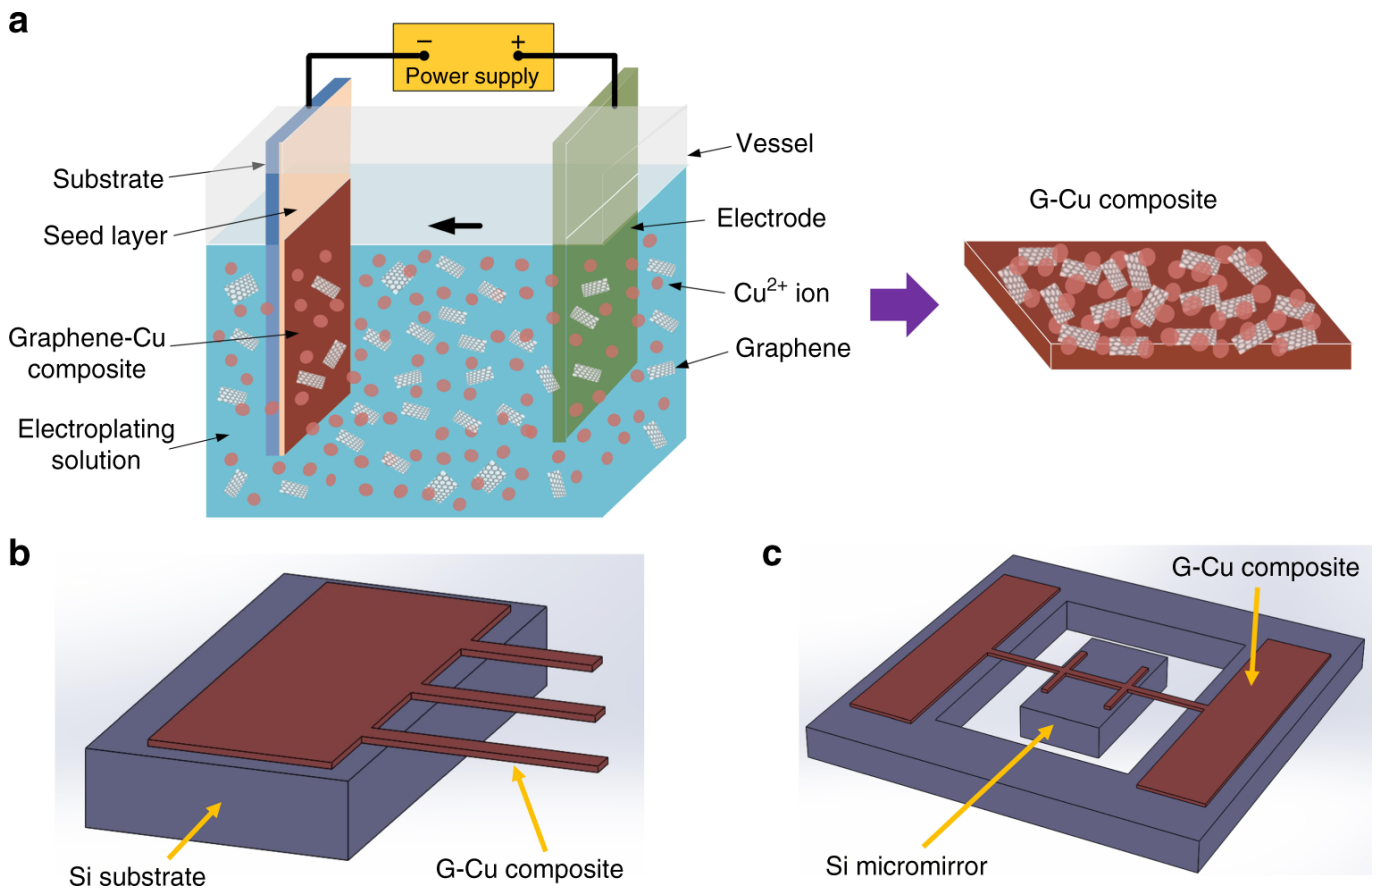 a
− +
Power supply
Substrate
Seed layer
Graphene-Cu
composite
Electroplating
solution
Vessel
Electrode
Cu²⁺ ion
Graphene
G-Cu composite
b
Si substrate
G-Cu composite
c
G-Cu composite
Si micromirror